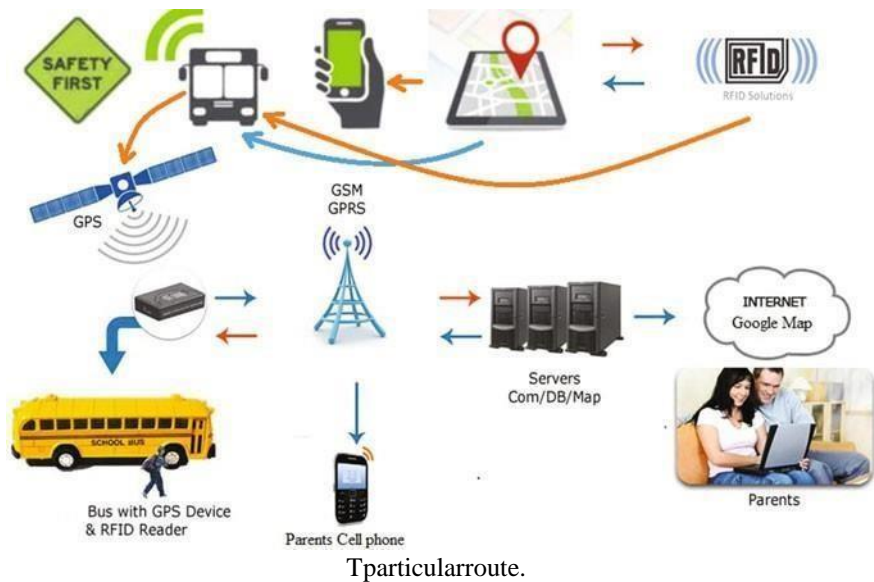 SAFETY
FIRST
RFID
RFID Solutions
GPS
GSM
GPRS
INTERNET
Google Map
Servers
Com/DB/Map
SCHOOL BUS
Bus with GPS Device
& RFID Reader
Parents Cell phone
Parents
Tparticularroute.